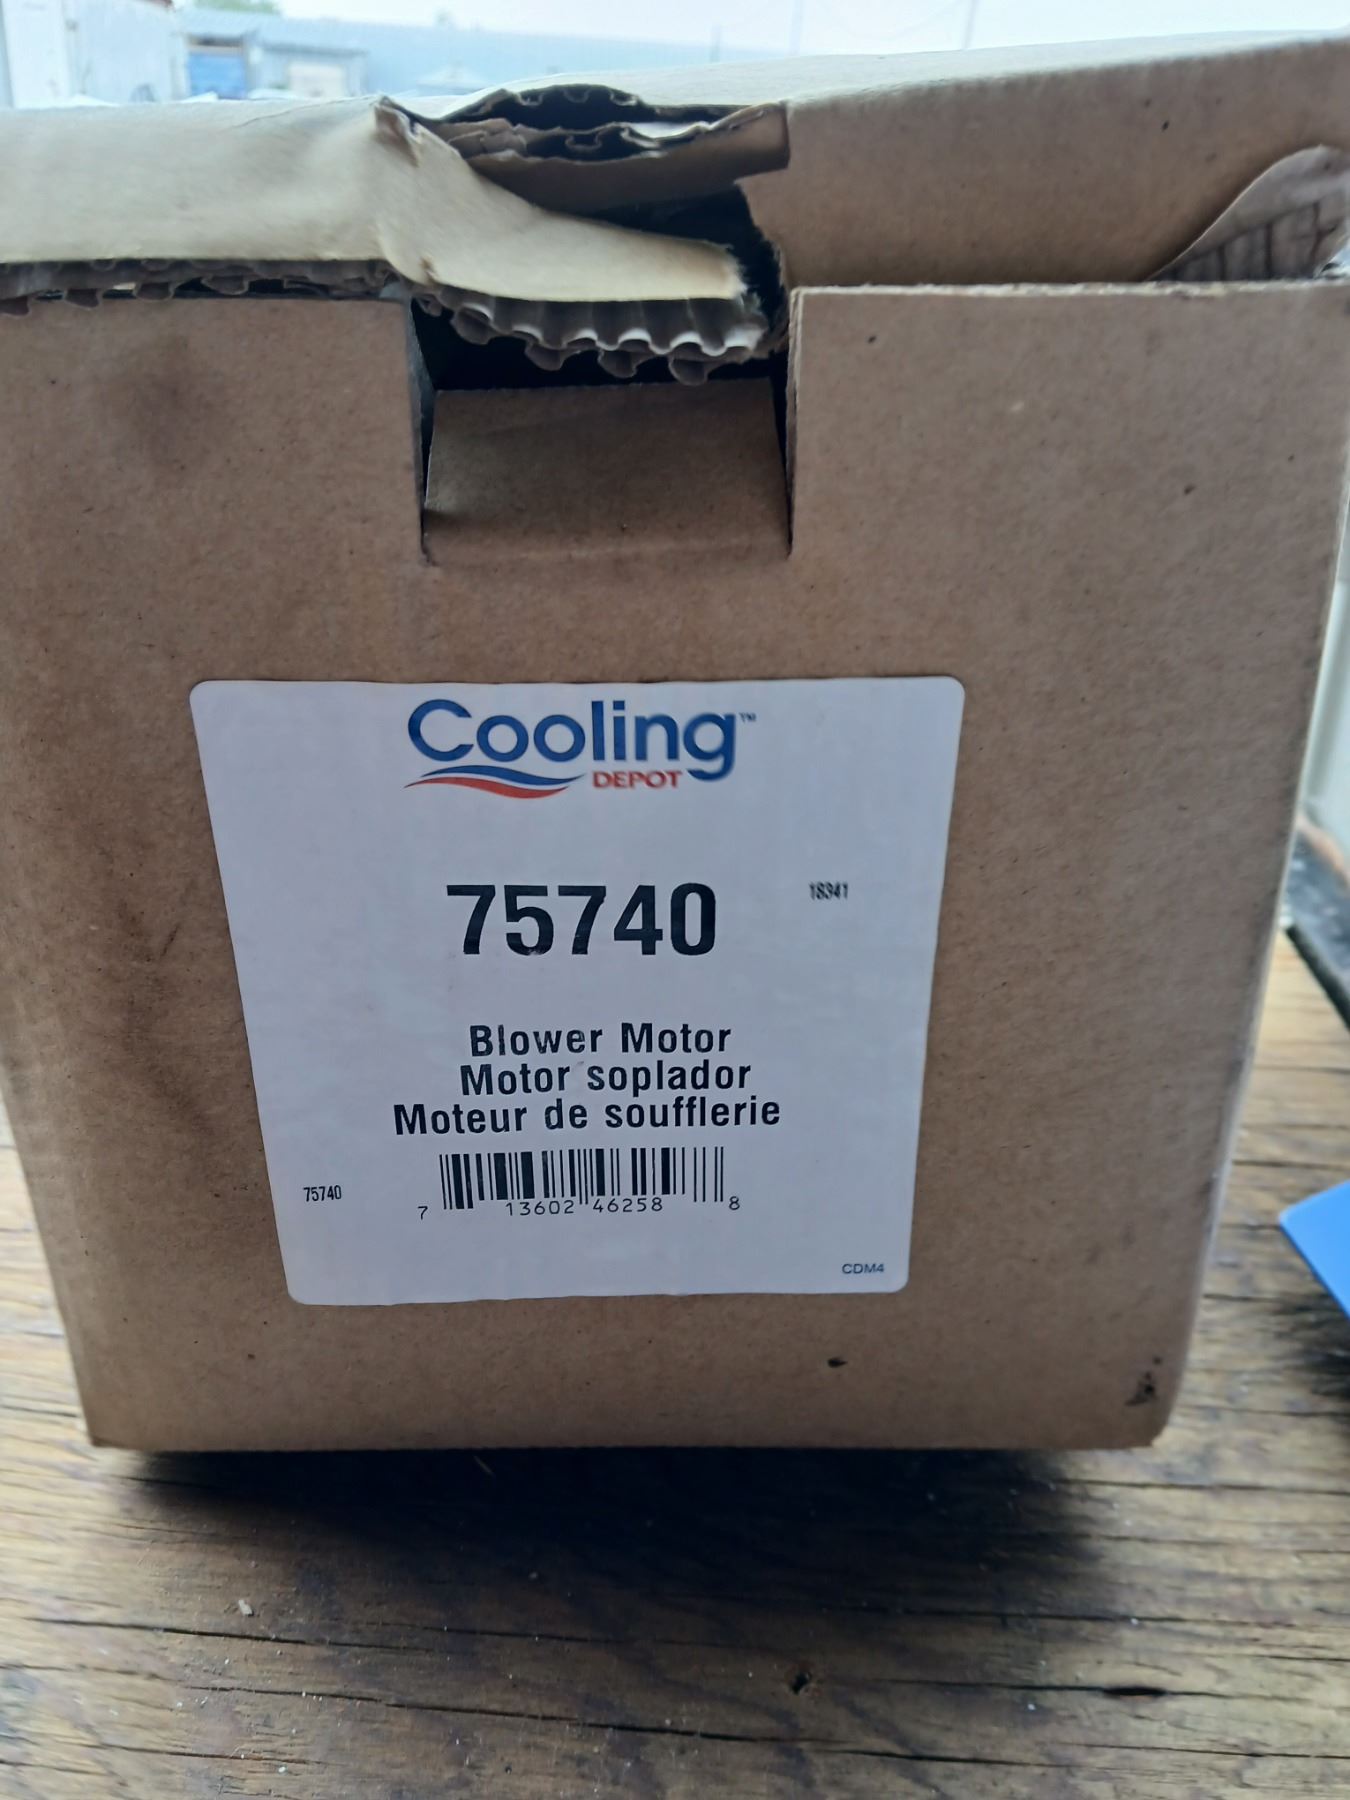 Cooling™
DEPOT
75740
18341
Blower Motor
Motor soplador
Moteur de soufflerie
75740
7 13602 46258 8
CDM4